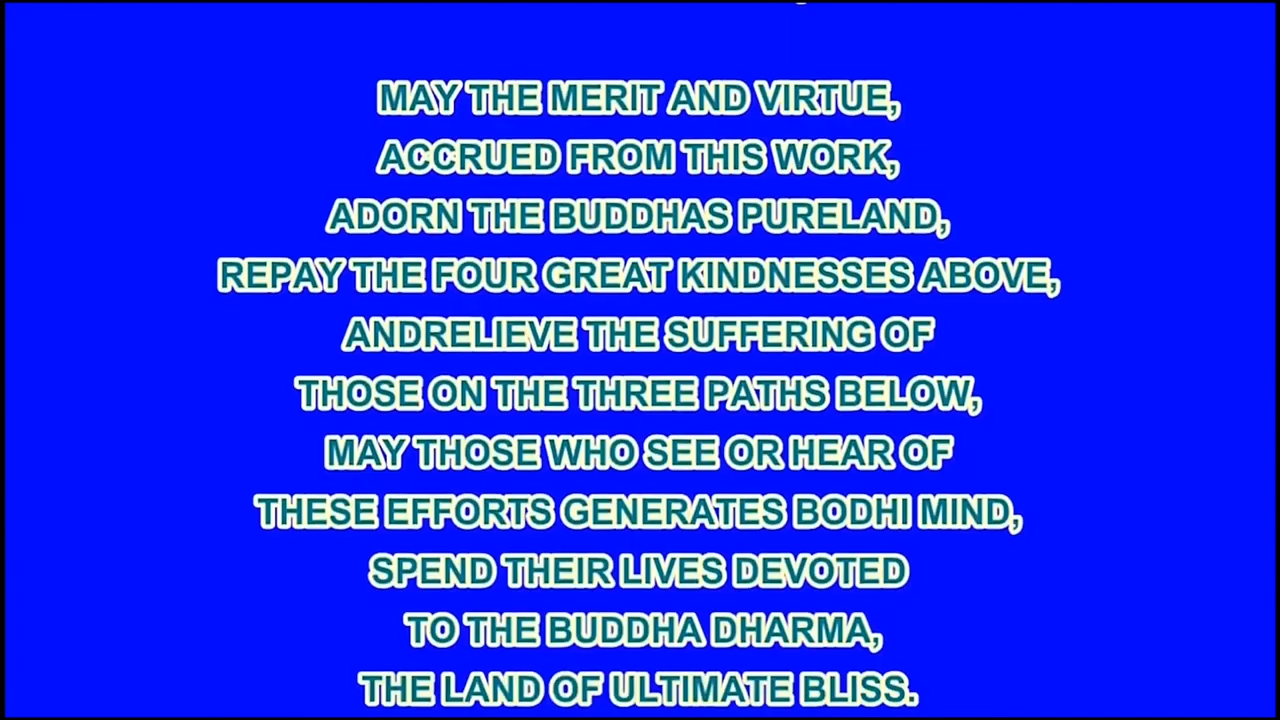 MAY THE MERIT AND VIRTUE,
ACCRUED FROM THIS WORK,
ADORN THE BUDDHAS PURELAND,
REPAY THE FOUR GREAT KINDNESSES ABOVE,
ANDRELIEVE THE SUFFERING OF
THOSE ON THE THREE PATHS BELOW,
MAY THOSE WHO SEE OR HEAR OF
THESE EFFORTS GENERATES BODHI MIND,
SPEND THEIR LIVES DEVOTED
TO THE BUDDHA DHARMA,
THE LAND OF ULTIMATE BLISS.